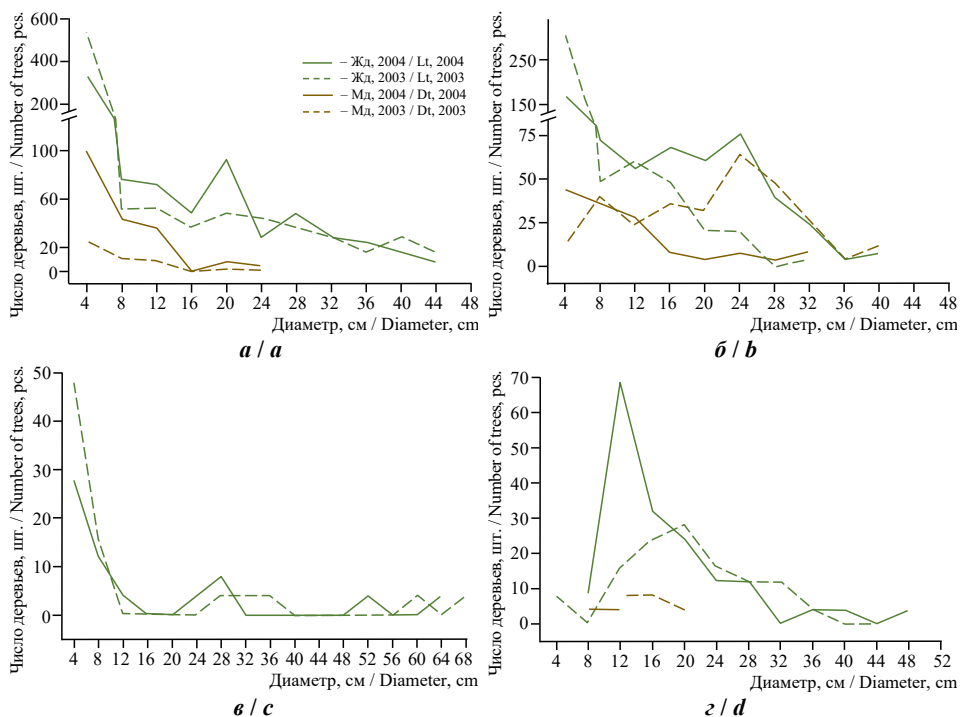 Число деревьев, шт. / Number of trees, pcs.
600
400
200
100
60
20
0
– Жд, 2004 / Lt, 2004
– Жд, 2003 / Lt, 2003
– Мд, 2004 / Dt, 2004
– Мд, 2003 / Dt, 2003
4 8 12 16 20 24 28 32 36 40 44 48
Диаметр, см / Diameter, cm
а / a
Число деревьев, шт. / Number of trees, pcs.
250
150
75
50
25
0
4 8 12 16 20 24 28 32 36 40 44 48
Диаметр, см / Diameter, cm
б / b
Число деревьев, шт. / Number of trees, pcs.
50
40
30
20
10
0
4 8 12 16 20 24 28 32 36 40 44 48 52 56 60 64 68
Диаметр, см / Diameter, cm
в / c
Число деревьев, шт. / Number of trees, pcs.
70
60
50
40
30
20
10
0
4 8 12 16 20 24 28 32 36 40 44 48 52
Диаметр, см / Diameter, cm
г / d